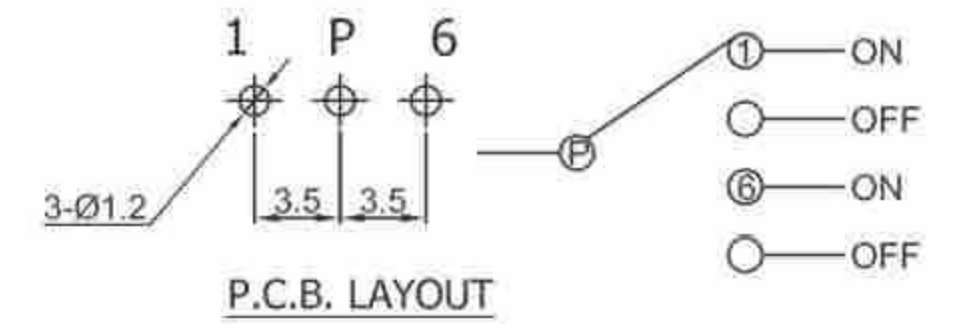 1 P 6
3-Ø1.2
3.5 3.5
P.C.B. LAYOUT
P
1 ON
OFF
6 ON
OFF